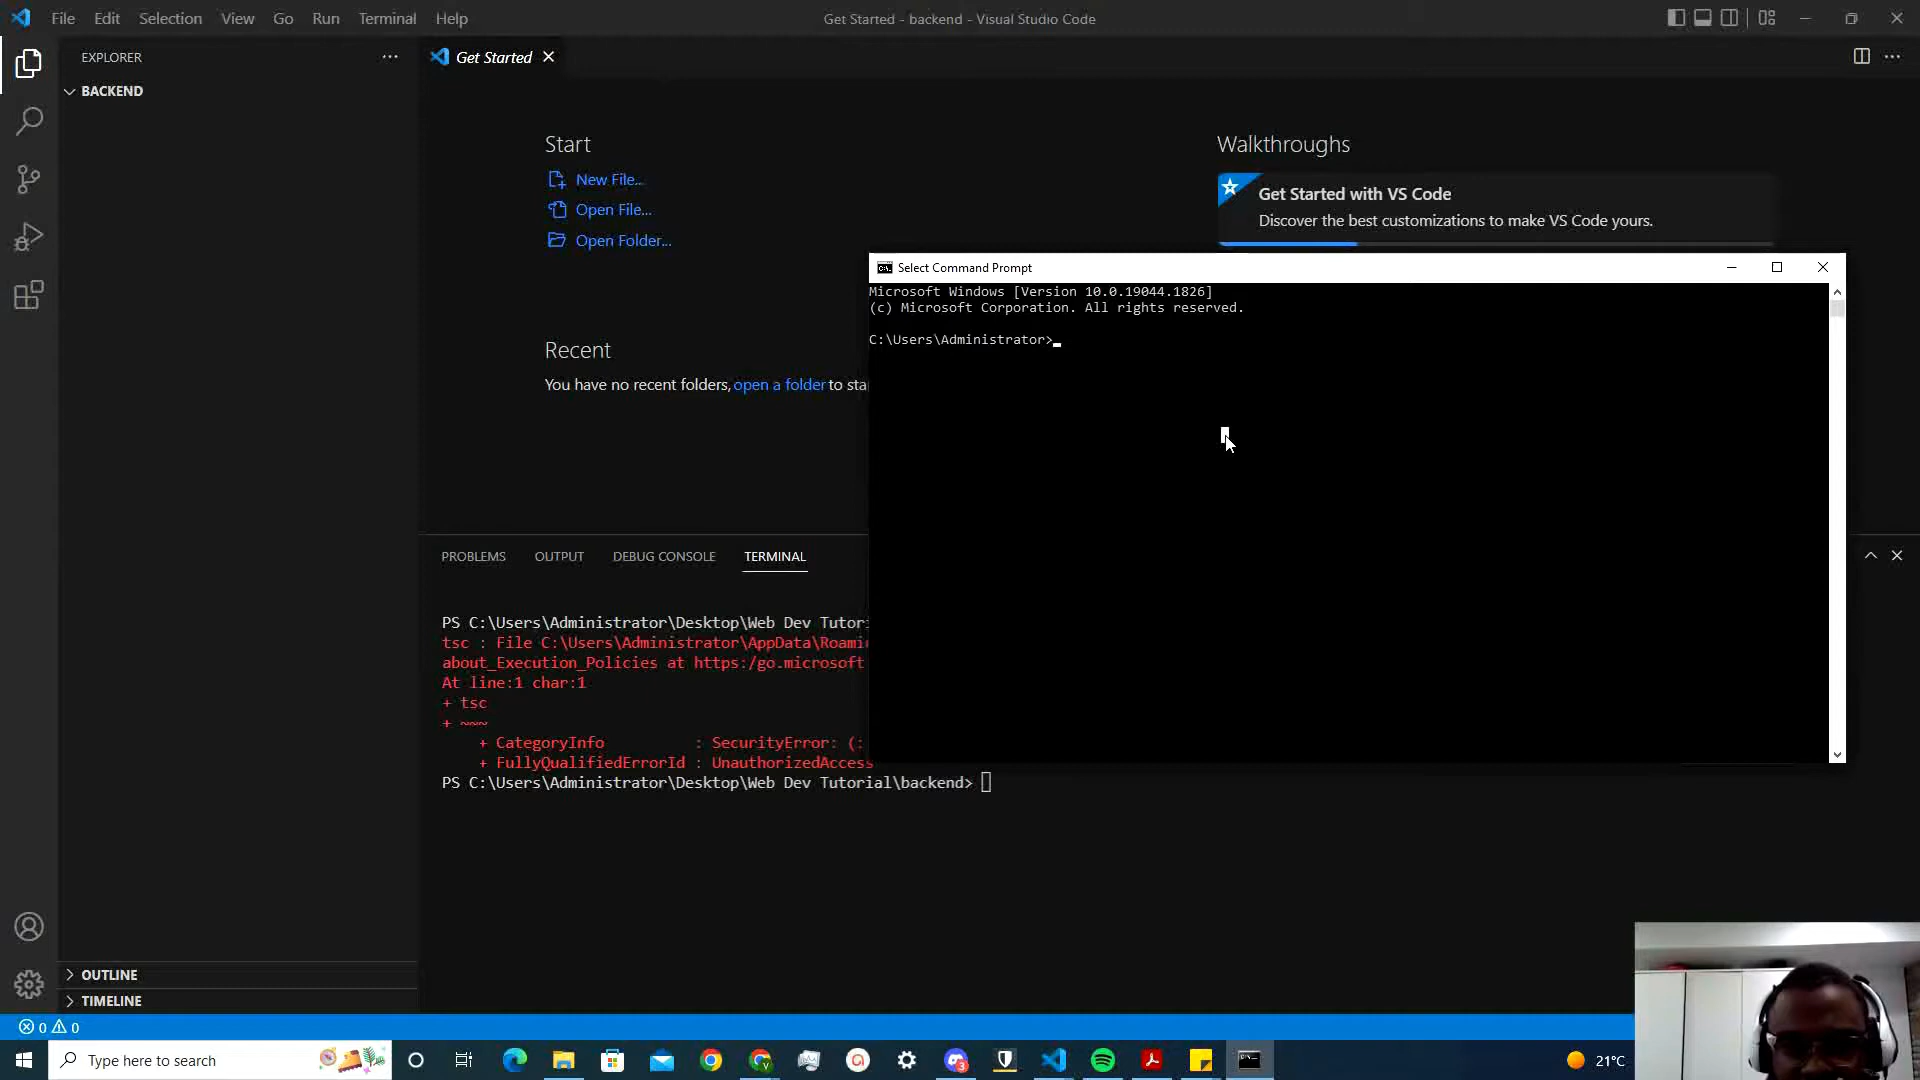 File Edit Selection View Go Run Terminal Help
Get Started - backend - Visual Studio Code
EXPLORER
BACKEND
Get Started
Start
New File...
Open File...
Open Folder...
Walkthroughs
Get Started with VS Code
Discover the best customizations to make VS Code yours.
Recent
You have no recent folders, open a folder to sta
Select Command Prompt
Microsoft Windows [Version 10.0.19044.1826]
(c) Microsoft Corporation. All rights reserved.
C:\Users\Administrator>
PROBLEMS OUTPUT DEBUG CONSOLE TERMINAL
PS C:\Users\Administrator\Desktop\Web Dev Tutori
tsc : File C:\Users\Administrator\AppData\Roami
about_Execution_Policies at https:/go.microsoft
At line:1 char:1
+ tsc
+ ~~~
+ CategoryInfo : SecurityError: (:
+ FullyQualifiedErrorId : UnauthorizedAccess
PS C:\Users\Administrator\Desktop\Web Dev Tutorial\backend>
OUTLINE
TIMELINE
0 0
Type here to search
21°C